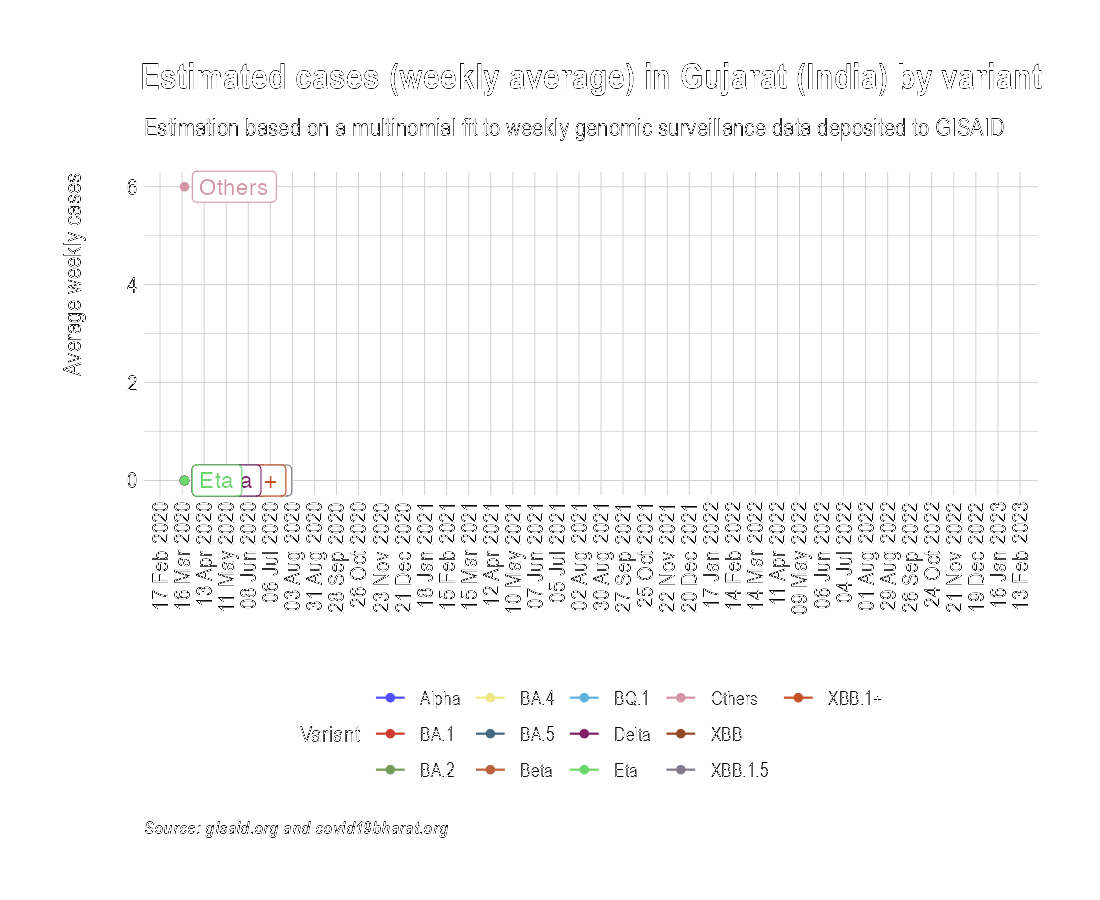 Estimated cases (weekly average) in Gujarat (India) by variant
Estimation based on a multinomial fit to weekly genomic surveillance data deposited to GISAID
Average weekly cases
6
4
2
0
Others
Eta
a
+
17 Feb 2020
16 Mar 2020
13 Apr 2020
11 May 2020
08 Jun 2020
06 Jul 2020
03 Aug 2020
31 Aug 2020
28 Sep 2020
26 Oct 2020
23 Nov 2020
21 Dec 2020
18 Jan 2021
15 Feb 2021
15 Mar 2021
12 Apr 2021
10 May 2021
07 Jun 2021
05 Jul 2021
02 Aug 2021
30 Aug 2021
27 Sep 2021
25 Oct 2021
22 Nov 2021
20 Dec 2021
17 Jan 2022
14 Feb 2022
14 Mar 2022
11 Apr 2022
09 May 2022
06 Jun 2022
04 Jul 2022
01 Aug 2022
29 Aug 2022
26 Sep 2022
24 Oct 2022
21 Nov 2022
19 Dec 2022
16 Jan 2023
13 Feb 2023
Variant
Alpha
BA.1
BA.2
BA.4
BA.5
Beta
BQ.1
Delta
Eta
Others
XBB
XBB.1.5
XBB.1+
Source: gisaid.org and covid19bharat.org